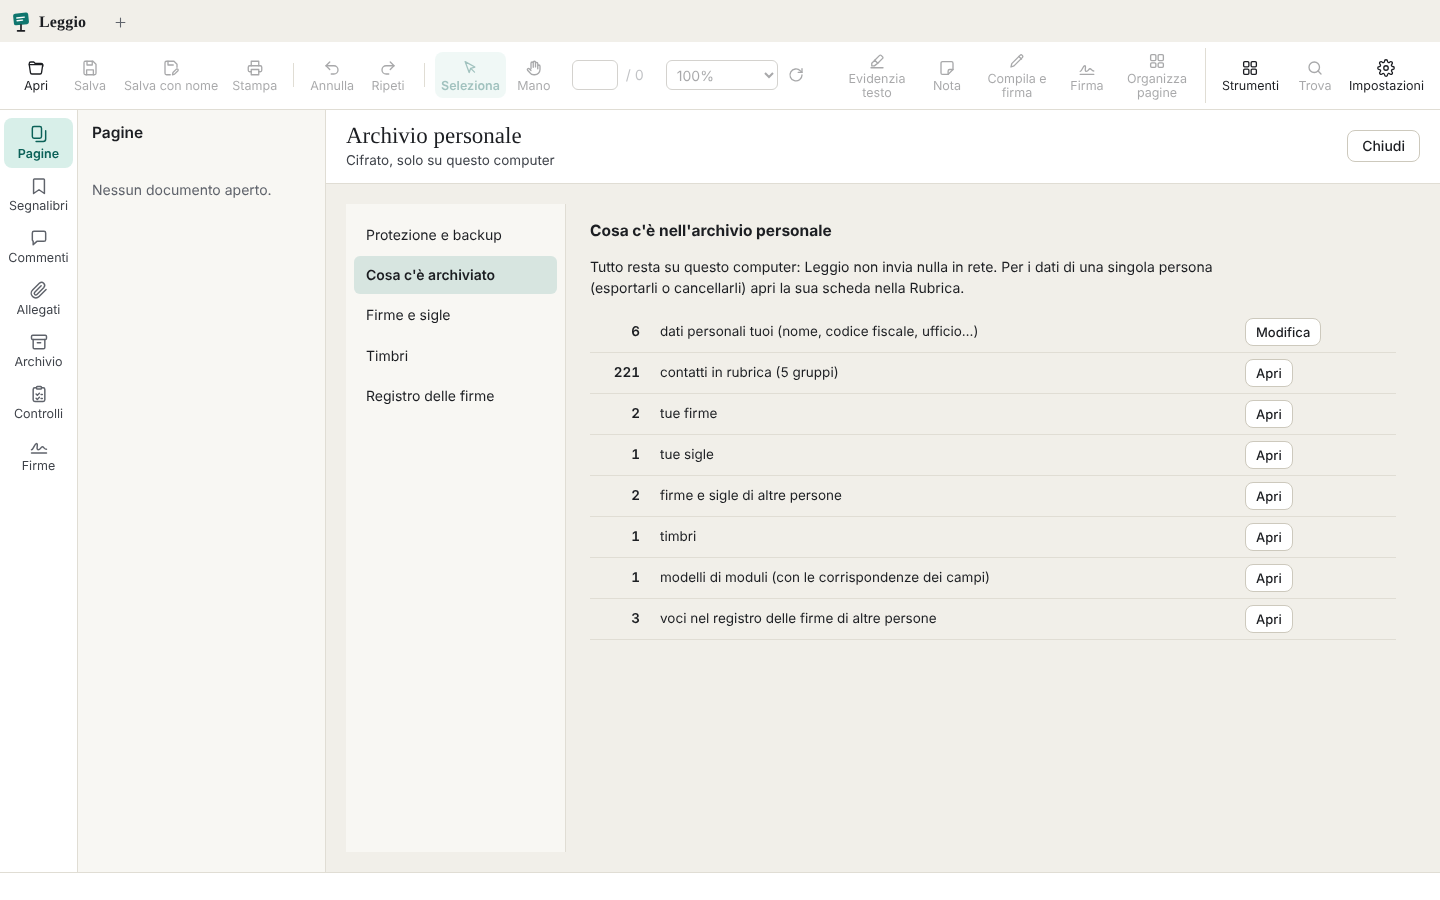 Leggio
Apri
Salva
Salva con nome
Stampa
Annulla
Ripeti
Seleziona
Mano
/ 0
100%
Evidenzia
testo
Nota
Compila e
firma
Firma
Organizza
pagine
Strumenti
Trova
Impostazioni
Pagine
Segnalibri
Commenti
Allegati
Archivio
Controlli
Firme
Pagine
Nessun documento aperto.
Archivio personale
Cifrato, solo su questo computer
Chiudi
Protezione e backup
Cosa c'è archiviato
Firme e sigle
Timbri
Registro delle firme
Cosa c'è nell'archivio personale
Tutto resta su questo computer: Leggio non invia nulla in rete. Per i dati di una singola persona
(esportarli o cancellarli) apri la sua scheda nella Rubrica.
6 dati personali tuoi (nome, codice fiscale, ufficio…) Modifica
221 contatti in rubrica (5 gruppi) Apri
2 tue firme Apri
1 tue sigle Apri
2 firme e sigle di altre persone Apri
1 timbri Apri
1 modelli di moduli (con le corrispondenze dei campi) Apri
3 voci nel registro delle firme di altre persone Apri